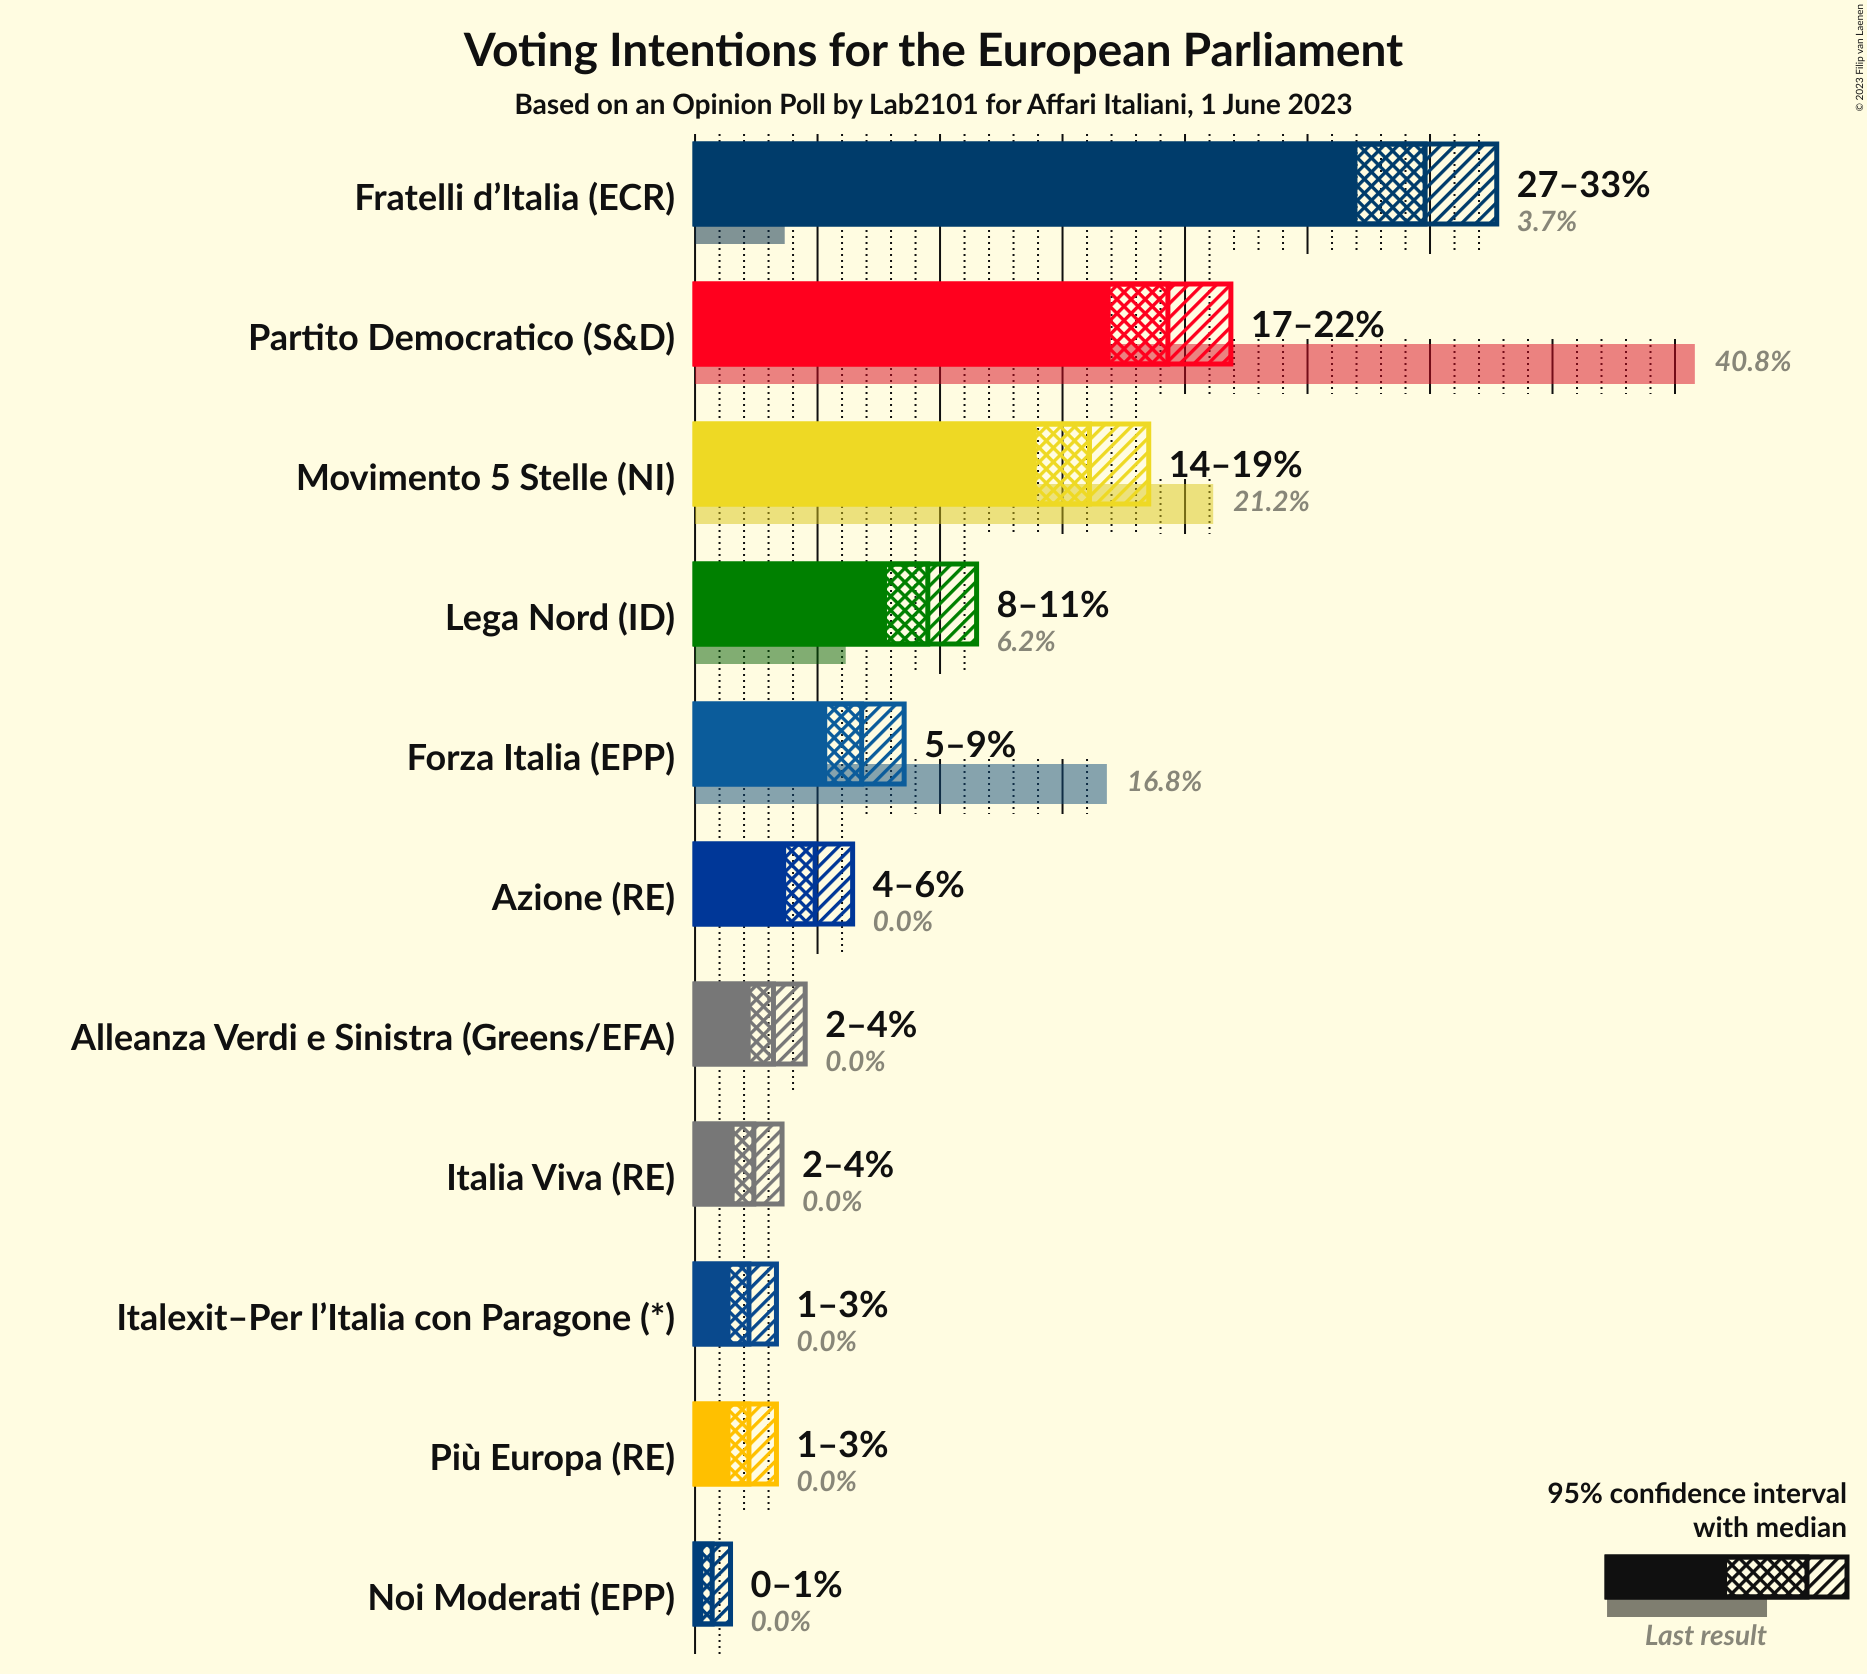 Voting Intentions for the European Parliament
Based on an Opinion Poll by Lab2101 for Affari Italiani, 1 June 2023
© 2023 Filip van Laenen
Fratelli d’Italia (ECR)
27–33%
3.7%
Partito Democratico (S&D)
17–22%
40.8%
Movimento 5 Stelle (NI)
14–19%
21.2%
Lega Nord (ID)
8–11%
6.2%
Forza Italia (EPP)
5–9%
16.8%
Azione (RE)
4–6%
0.0%
Alleanza Verdi e Sinistra (Greens/EFA)
2–4%
0.0%
Italia Viva (RE)
2–4%
0.0%
Italexit–Per l’Italia con Paragone (*)
1–3%
0.0%
Più Europa (RE)
1–3%
0.0%
Noi Moderati (EPP)
0–1%
0.0%
95% confidence interval
with median
Last result